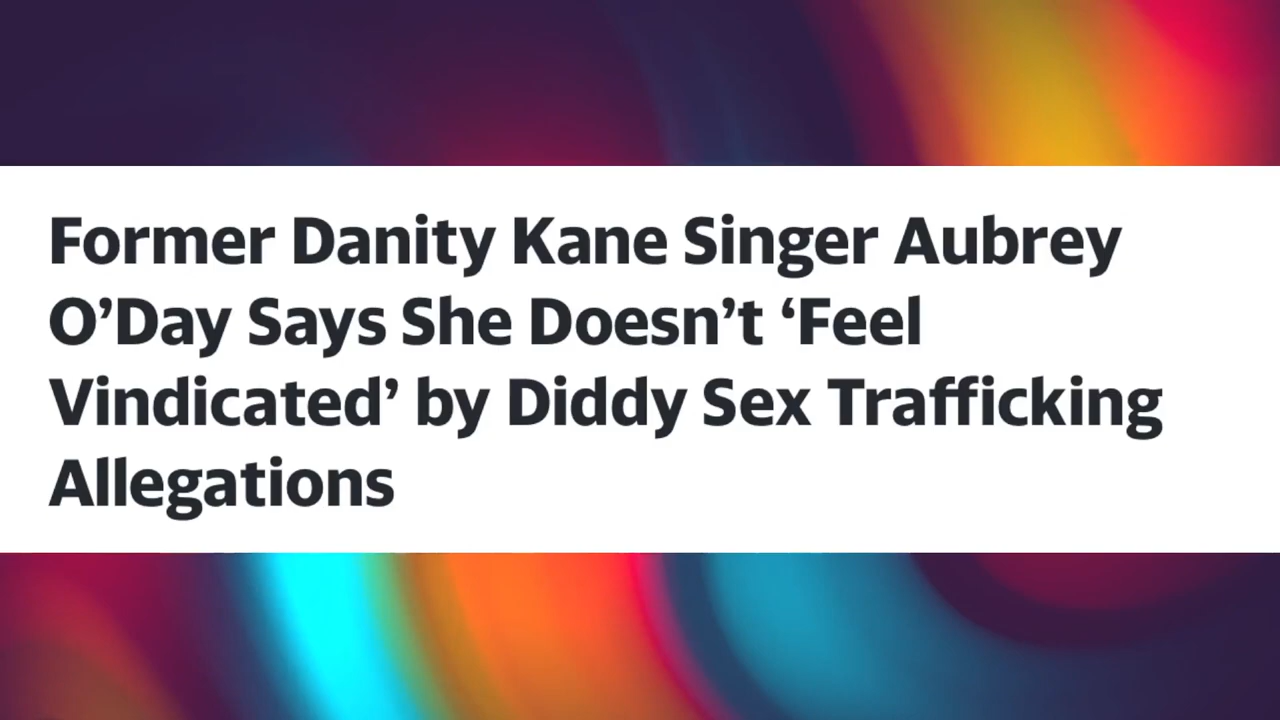 Former Danity Kane Singer Aubrey
O’Day Says She Doesn’t ‘Feel
Vindicated’ by Diddy Sex Trafficking
Allegations